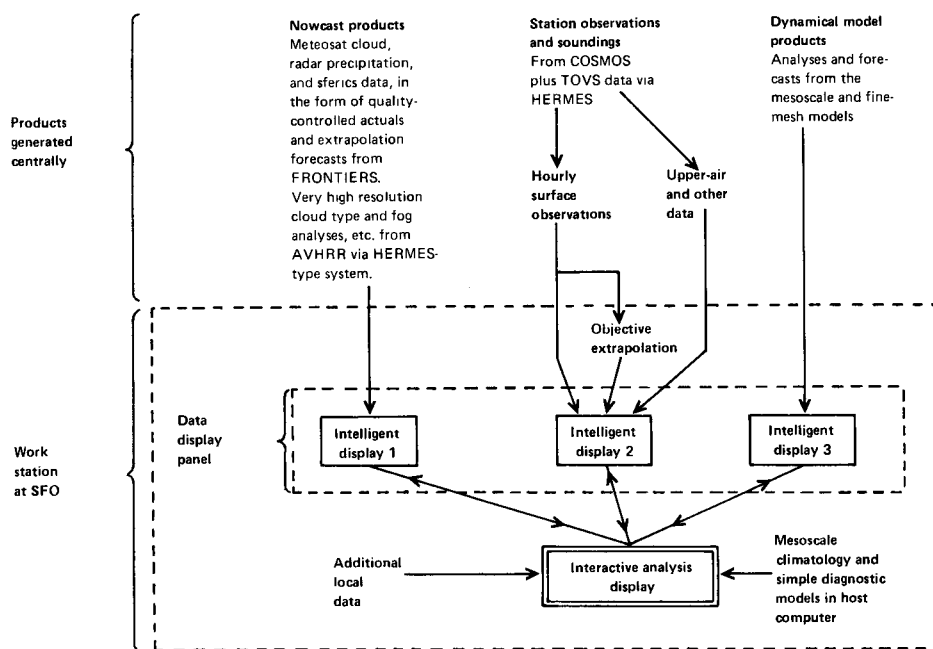 Nowcast products
Meteosat cloud,
radar precipitation,
and sferics data, in
the form of quality-
controlled actuals
and extrapolation
forecasts from
FRONTIERS.
Very high resolution
cloud type and fog
analyses, etc. from
AVHRR via HERMES-
type system.
Station observations
and soundings
From COSMOS
plus TOVS data via
HERMES
Dynamical model
products
Analyses and fore-
casts from the
mesoscale and fine-
mesh models
Products
generated
centrally
Hourly
surface
observations
Upper-air
and other
data
Objective
extrapolation
Work
station
at SFO
Data
display
panel
Intelligent
display 1
Intelligent
display 2
Intelligent
display 3
Additional
local
data
Interactive analysis
display
Mesoscale
climatology and
simple diagnostic
models in host
computer